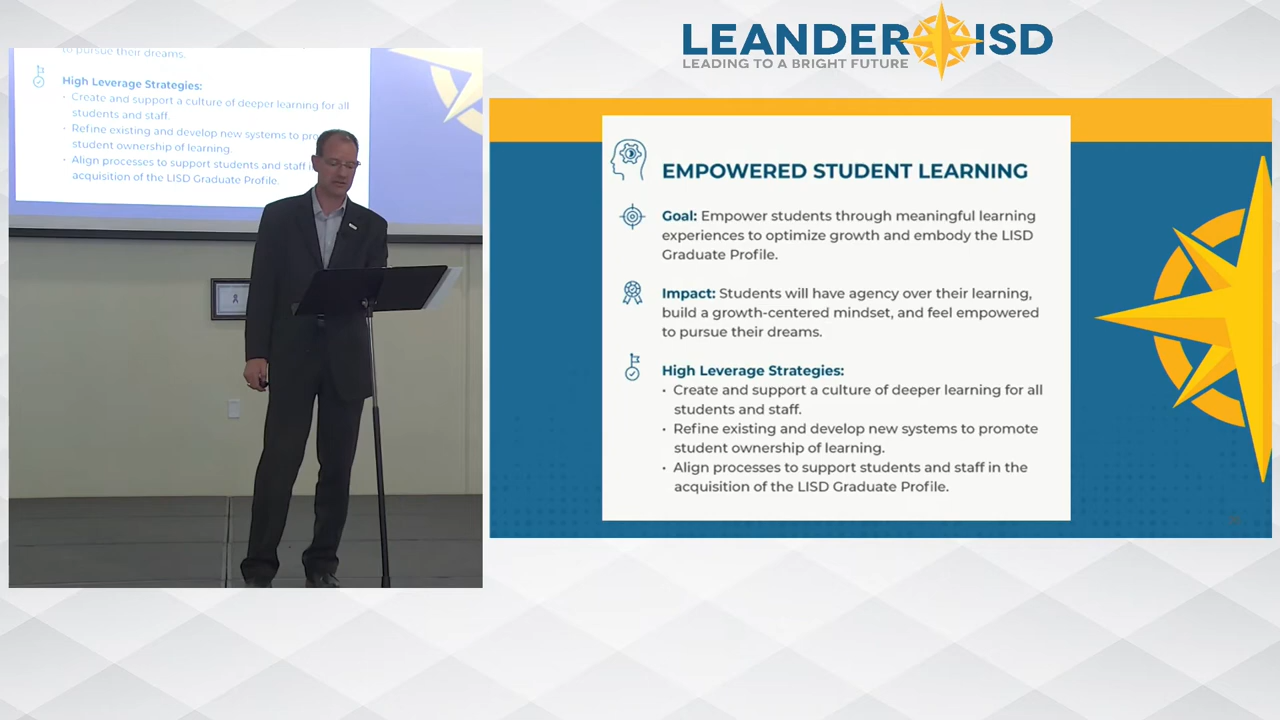 LEANDER ISD
LEADING TO A BRIGHT FUTURE
to pursue their dreams.
High Leverage Strategies:
• Create and support a culture of deeper learning for all
students and staff.
• Refine existing and develop new systems to pro
student ownership of learning.
• Align processes to support students and staff
acquisition of the LISD Graduate Profile.
EMPOWERED STUDENT LEARNING
Goal: Empower students through meaningful learning
experiences to optimize growth and embody the LISD
Graduate Profile.
Impact: Students will have agency over their learning,
build a growth-centered mindset, and feel empowered
to pursue their dreams.
High Leverage Strategies:
• Create and support a culture of deeper learning for all
students and staff.
• Refine existing and develop new systems to promote
student ownership of learning.
• Align processes to support students and staff in the
acquisition of the LISD Graduate Profile.